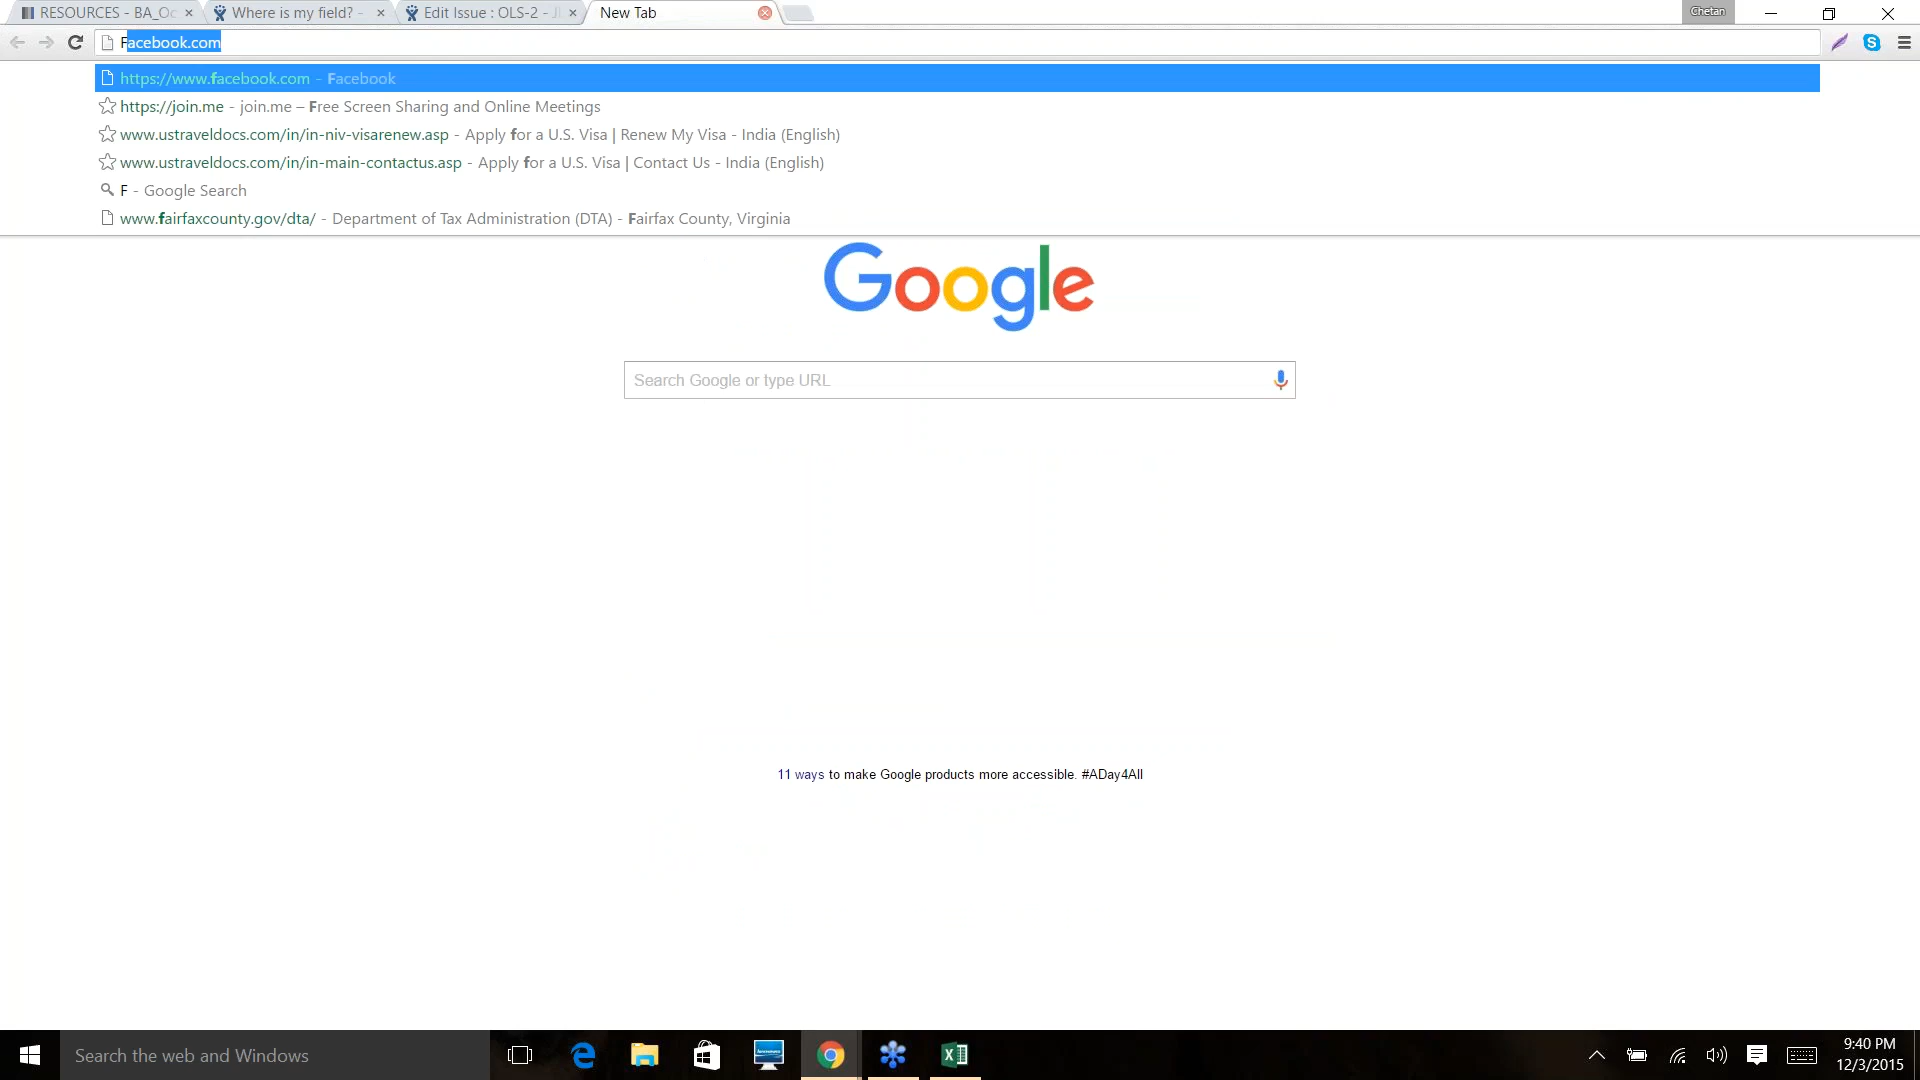 RESOURCES - BA_Oc
Where is my field? -
Edit Issue : OLS-2 - JI
New Tab
Chetan
Facebook.com
https://www.facebook.com - Facebook
https://join.me - join.me – Free Screen Sharing and Online Meetings
www.ustraveldocs.com/in/in-niv-visarenew.asp - Apply for a U.S. Visa | Renew My Visa - India (English)
www.ustraveldocs.com/in/in-main-contactus.asp - Apply for a U.S. Visa | Contact Us - India (English)
F - Google Search
www.fairfaxcounty.gov/dta/ - Department of Tax Administration (DTA) - Fairfax County, Virginia
Google
Search Google or type URL
11 ways to make Google products more accessible. #ADay4All
Search the web and Windows
9:40 PM
12/3/2015